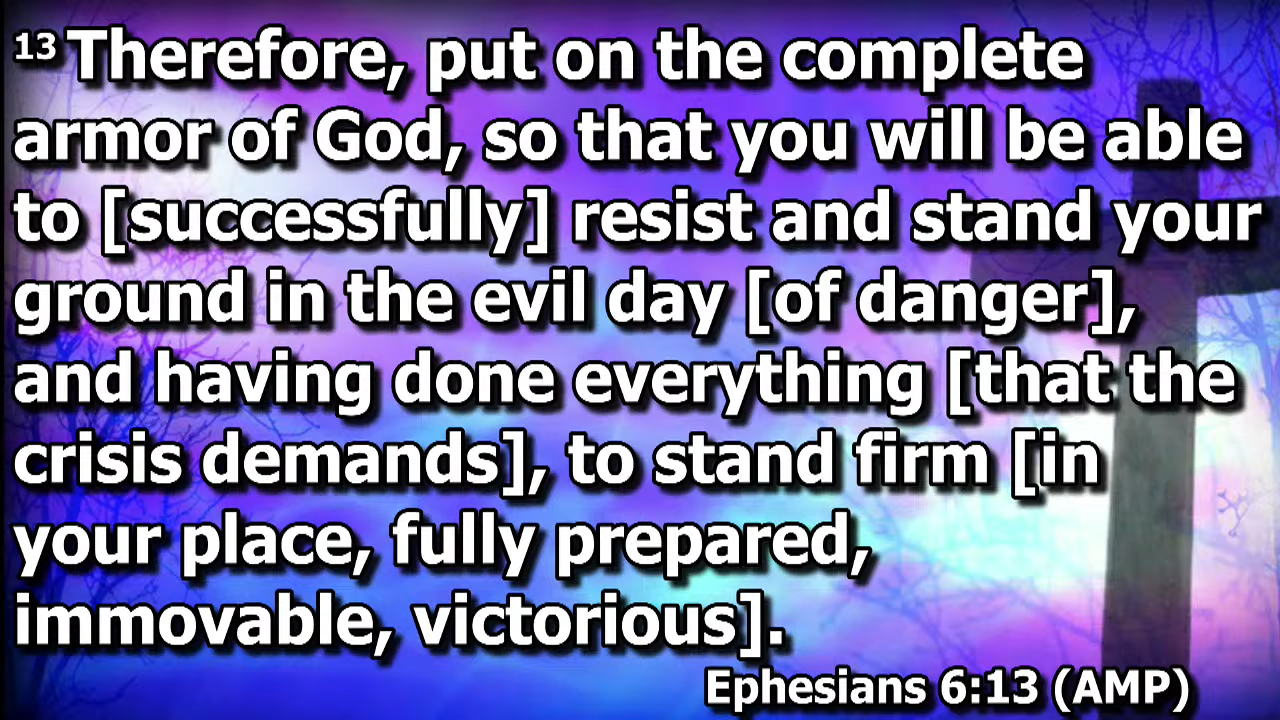 13 Therefore, put on the complete
armor of God, so that you will be able
to [successfully] resist and stand your
ground in the evil day [of danger],
and having done everything [that the
crisis demands], to stand firm [in
your place, fully prepared,
immovable, victorious].
Ephesians 6:13 (AMP)